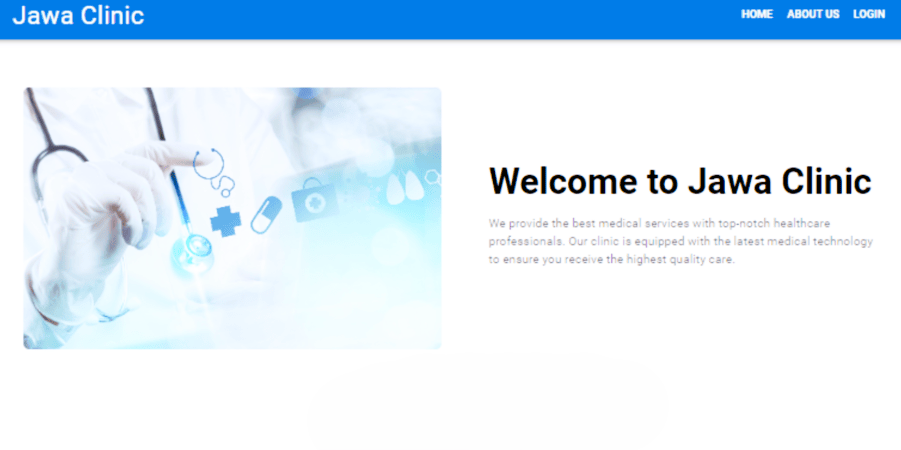 Jawa Clinic
HOME ABOUT US LOGIN
Welcome to Jawa Clinic
We provide the best medical services with top-notch healthcare
professionals. Our clinic is equipped with the latest medical technology
to ensure you receive the highest quality care.